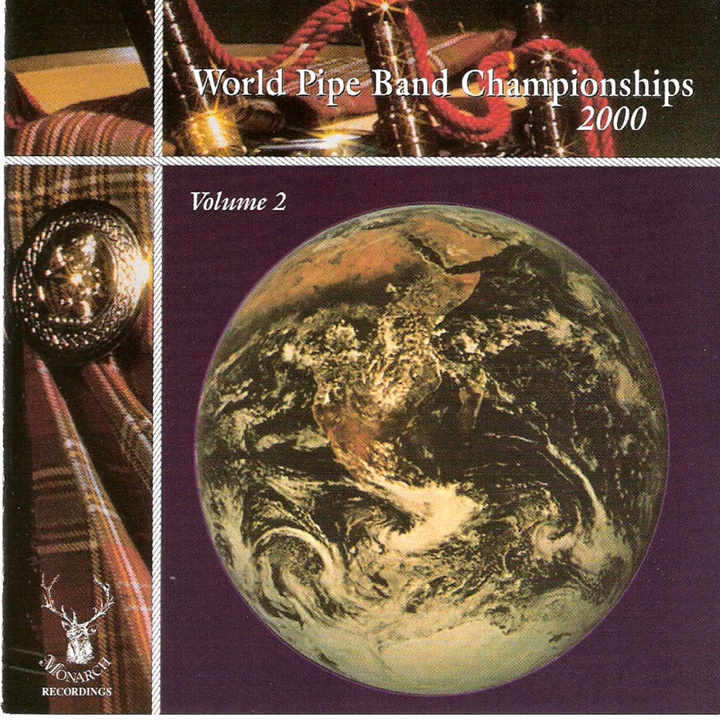 World Pipe Band Championships
2000
Volume 2
MONARCH
RECORDINGS